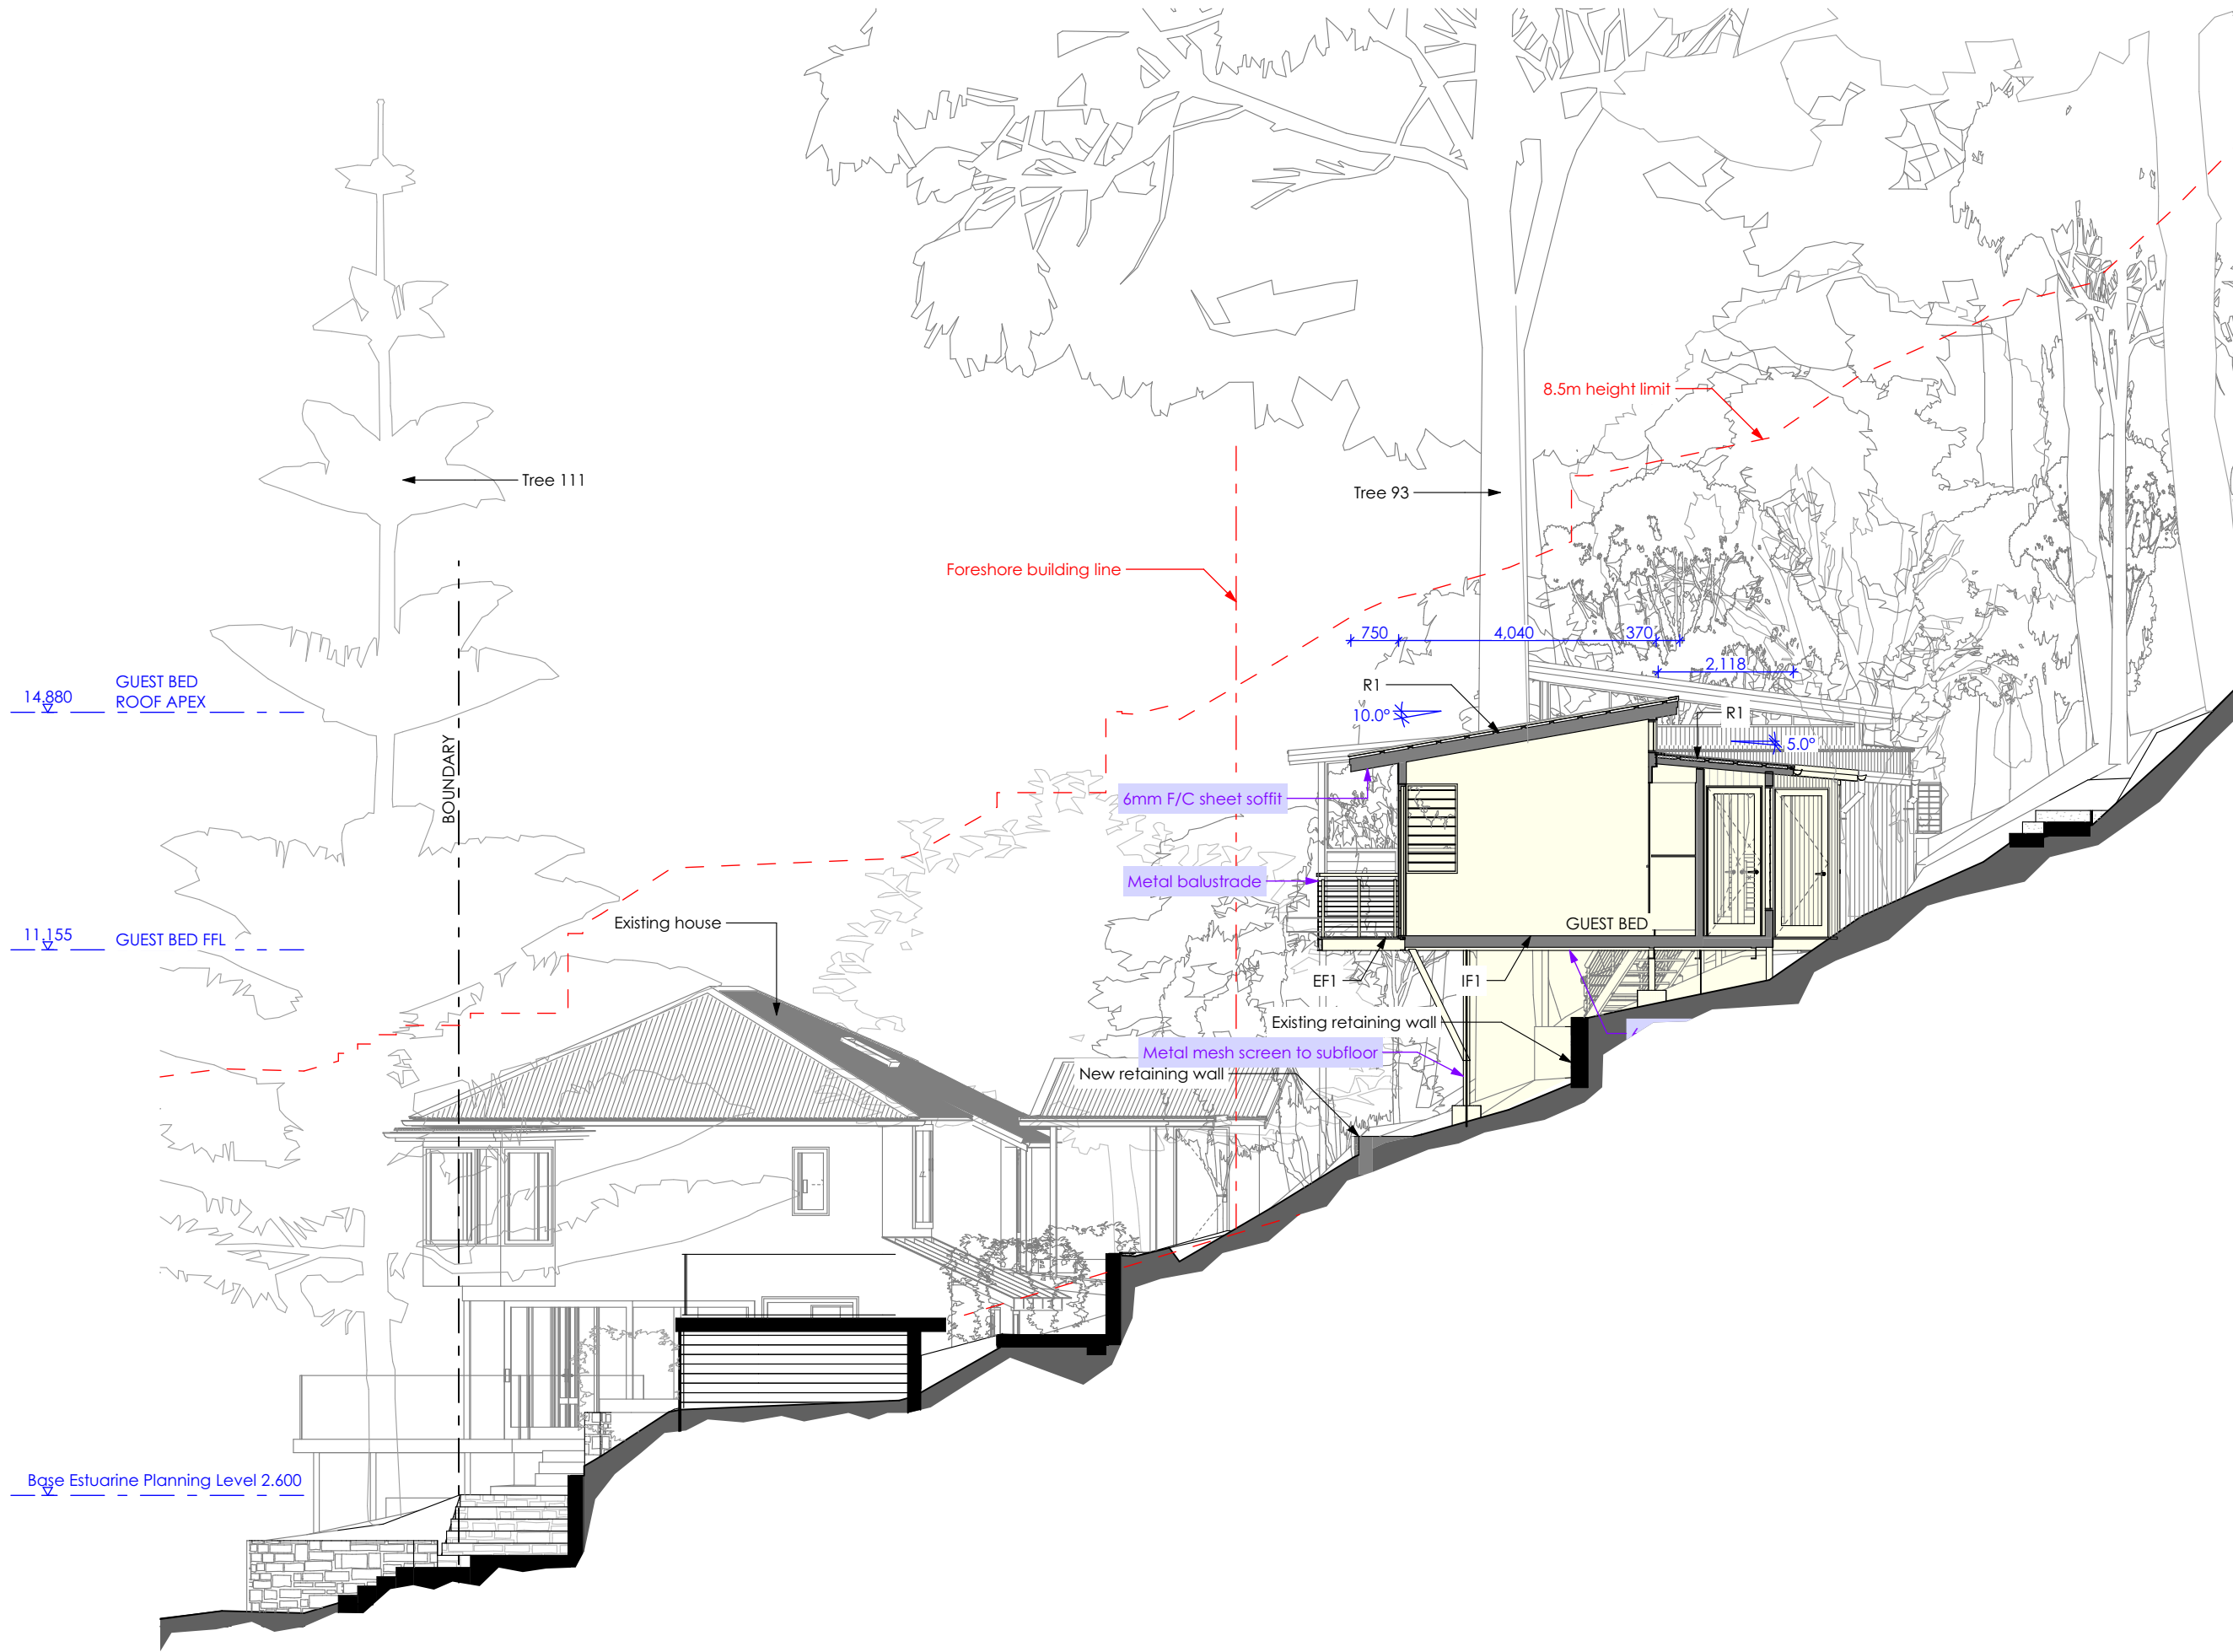 8.5m height limit
Tree 111
Tree 93
Foreshore building line
750
4,040
370
2,118
GUEST BED
ROOF APEX
14.880
R1
10.0°
R1
5.0°
BOUNDARY
6mm F/C sheet soffit
Metal balustrade
Existing house
GUEST BED
11.155
GUEST BED FFL
EF1
IF1
Existing retaining wall
Metal mesh screen to subfloor
New retaining wall
Base Estuarine Planning Level 2.600